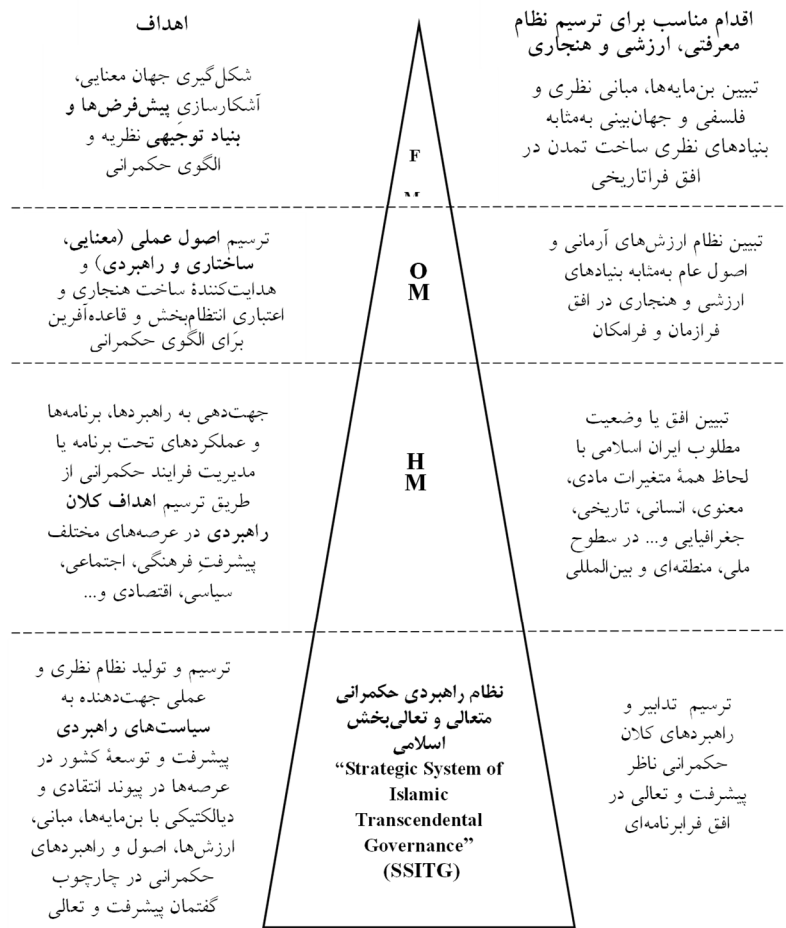 اقدام مناسب برای ترسیم نظام
معرفتی، ارزشی و هنجاری
اهداف
تبیین بن‌مایه‌ها، مبانی نظری و
فلسفی و جهان‌بینی به‌مثابه
بنیادهای نظری ساخت تمدن در
افق فراتاریخی
F
شکل‌گیری جهان معنایی،
آشکارسازیِ پیش‌فرض‌ها و
بنیاد توجیهی نظریه و
الگوی حکمرانی
تبیین نظام ارزش‌های آرمانی و
اصول عام به‌مثابه بنیادهای
ارزشی و هنجاری در افق
فرازمان و فرامکان
O
M
ترسیم اصول عملی (معنایی،
ساختاری و راهبردی) و
هدایت‌کنندهٔ ساخت هنجاری و
اعتباری انتظام‌بخش و قاعده‌آفرین
برای الگوی حکمرانی
تبیین افق یا وضعیت
مطلوب ایران اسلامی با
لحاظ همهٔ متغیرات مادی،
معنوی، انسانی، تاریخی،
جغرافیایی و... در سطوح
ملی، منطقه‌ای و بین‌المللی
H
M
جهت‌دهی به راهبردها، برنامه‌ها
و عملکردهای تحت برنامه یا
مدیریت فرایند حکمرانی از
طریق ترسیم اهداف کلان
راهبردی در عرصه‌های مختلف
پیشرفتِ فرهنگی، اجتماعی،
سیاسی، اقتصادی و...
ترسیم تدابیر و
راهبردهای کلان
حکمرانی ناظر
پیشرفت و تعالی در
افق فرابرنامه‌ای
نظام راهبردی حکمرانی
متعالی و تعالی‌بخش
اسلامی
“Strategic System of
Islamic
Transcendental
Governance”
(SSITG)
ترسیم و تولید نظام نظری و
عملی جهت‌دهنده به
سیاست‌های راهبردی
پیشرفت و توسعهٔ کشور در
عرصه‌ها در پیوند انتقادی و
دیالکتیکی با بن‌مایه‌ها، مبانی،
ارزش‌ها، اصول و راهبردهای
حکمرانی در چارچوب
گفتمان پیشرفت و تعالی